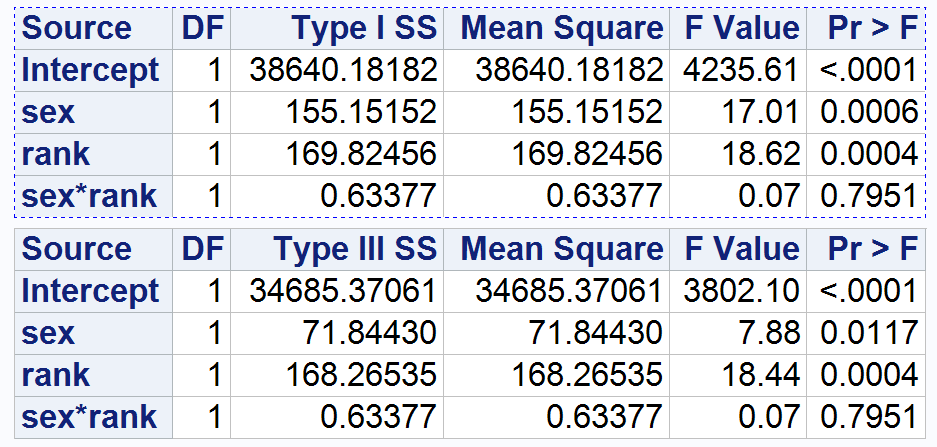 Source DF Type I SS Mean Square F Value Pr > F
Intercept 1 38640.18182 38640.18182 4235.61 <.0001
sex 1 155.15152 155.15152 17.01 0.0006
rank 1 169.82456 169.82456 18.62 0.0004
sex*rank 1 0.63377 0.63377 0.07 0.7951
Source DF Type III SS Mean Square F Value Pr > F
Intercept 1 34685.37061 34685.37061 3802.10 <.0001
sex 1 71.84430 71.84430 7.88 0.0117
rank 1 168.26535 168.26535 18.44 0.0004
sex*rank 1 0.63377 0.63377 0.07 0.7951